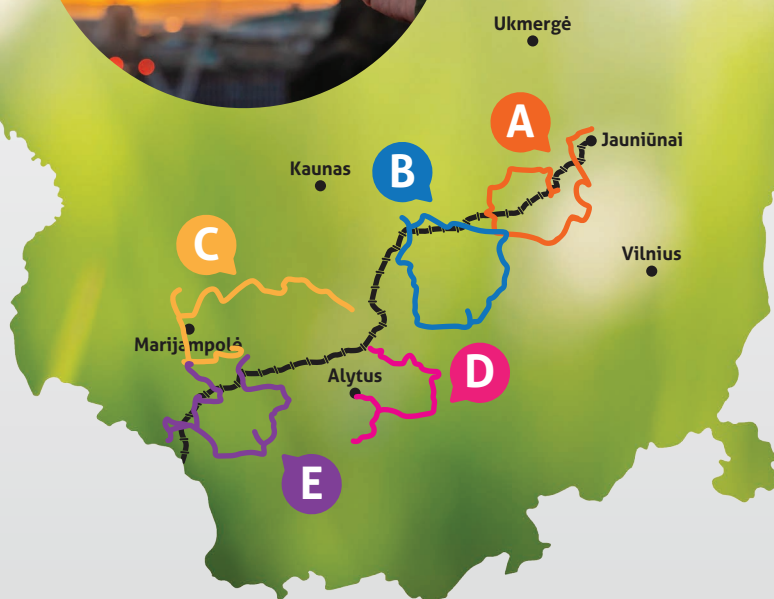 Ukmergė
A
Jauniūnai
B
Kaunas
C
Vilnius
Marijampolė
Alytus
D
E